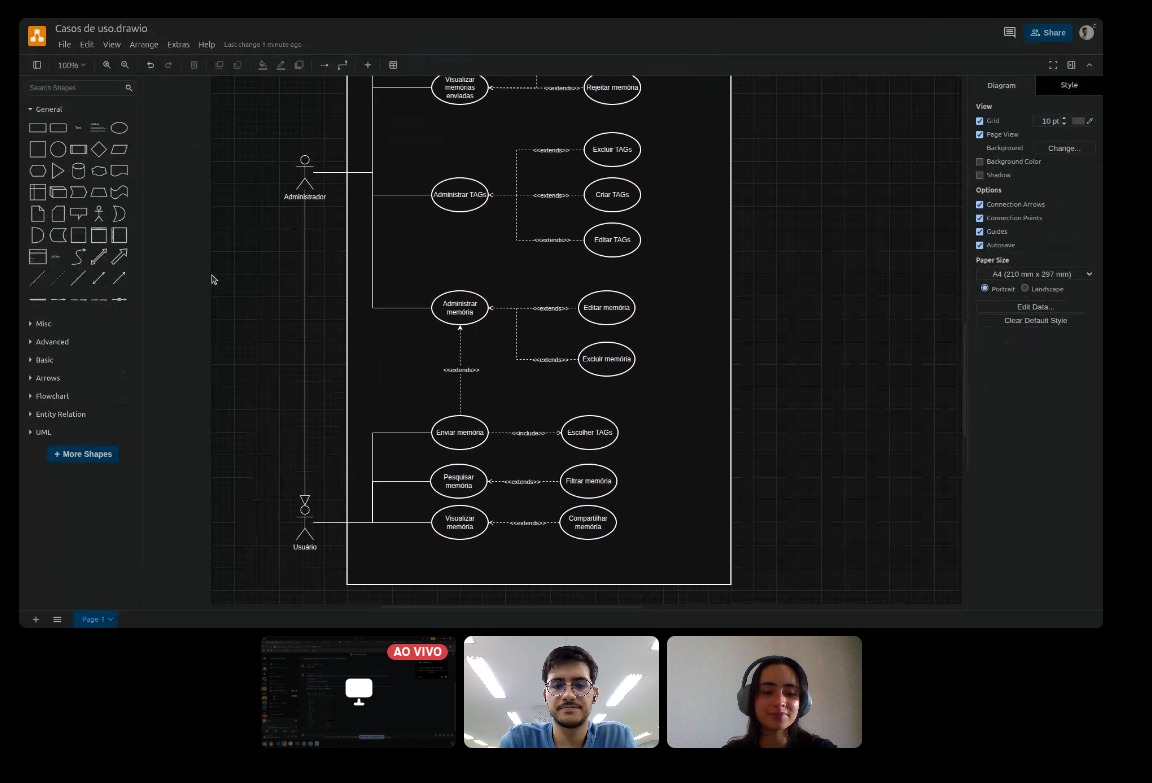 Casos de uso.drawio
File Edit View Arrange Extras Help Last change 1 minute ago
Share
100%
Search Shapes
General
Misc
Advanced
Basic
Arrows
Flowchart
Entity Relation
UML
+ More Shapes
Visualizar
memórias
enviadas
<<extends>>
Rejeitar memória
Administrador
Administrar TAGs
<<extends>>
Excluir TAGs
<<extends>>
Criar TAGs
<<extends>>
Editar TAGs
Administrar
memória
<<extends>>
Editar memória
<<extends>>
Excluir memória
<<extends>>
Enviar memória
<<include>>
Escolher TAGs
Pesquisar
memória
<<extends>>
Filtrar memória
Visualizar
memória
<<extends>>
Compartilhar
memória
Usuário
Diagram
Style
View
Grid
10 pt
Page View
Background
Change...
Background Color
Shadow
Options
Connection Arrows
Connection Points
Guides
Autosave
Paper Size
A4 (210 mm x 297 mm)
Portrait
Landscape
Edit Data...
Clear Default Style
Page-1
AO VIVO